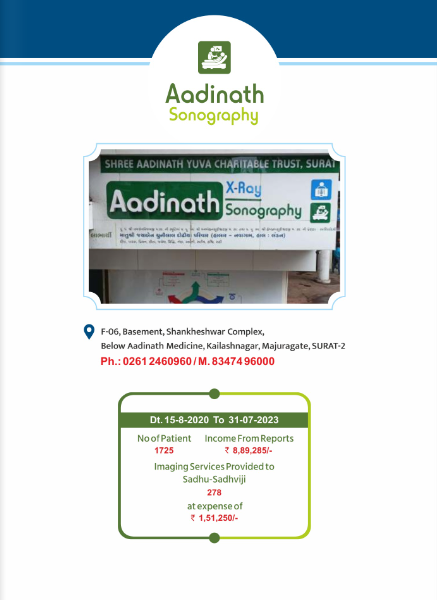 Aadinath
Sonography
SHREE AADINATH YUVA CHARITABLE TRUST, SURAT
Aadinath
X-Ray
Sonography
F-06, Basement, Shankheshwar Complex,
Below Aadinath Medicine, Kailashnagar, Majuragate, SURAT-2
Ph.: 0261 2460960 / M. 83474 96000
Dt. 15-8-2020 To 31-07-2023
No of Patient
1725
Income From Reports
₹ 8,89,285/-
Imaging Services Provided to
Sadhu-Sadhviji
278
at expense of
₹ 1,51,250/-